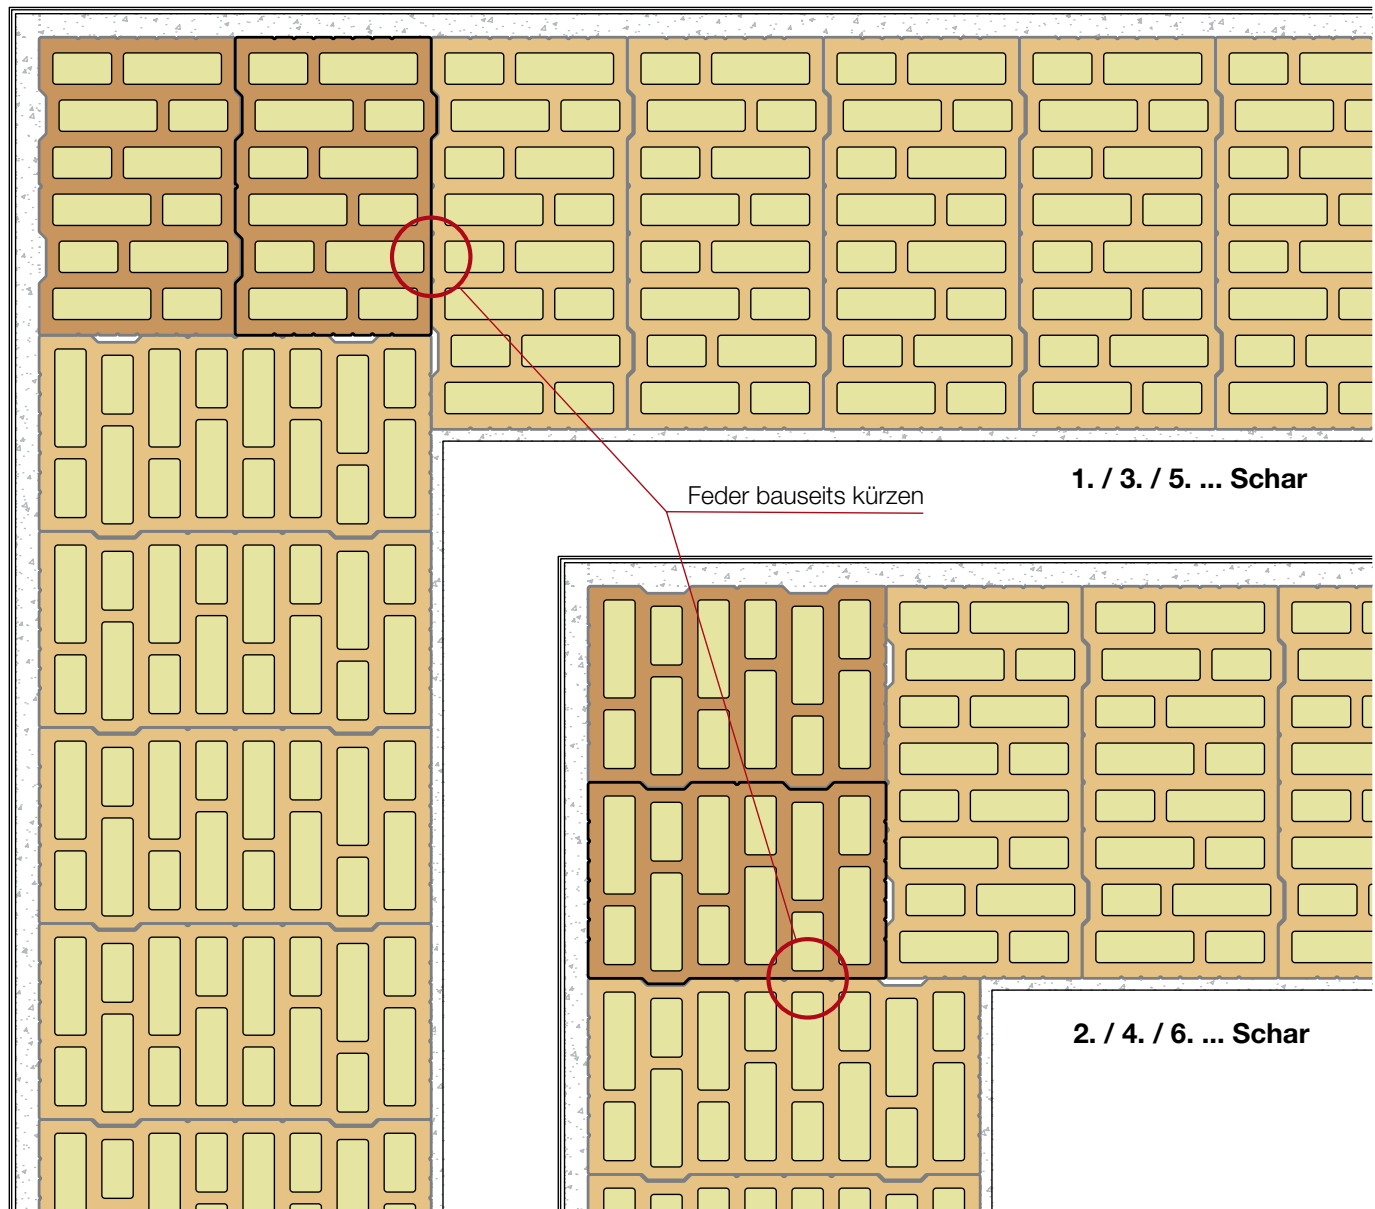 1. / 3. / 5. ... Schar
Feder bauseits kürzen
2. / 4. / 6. ... Schar